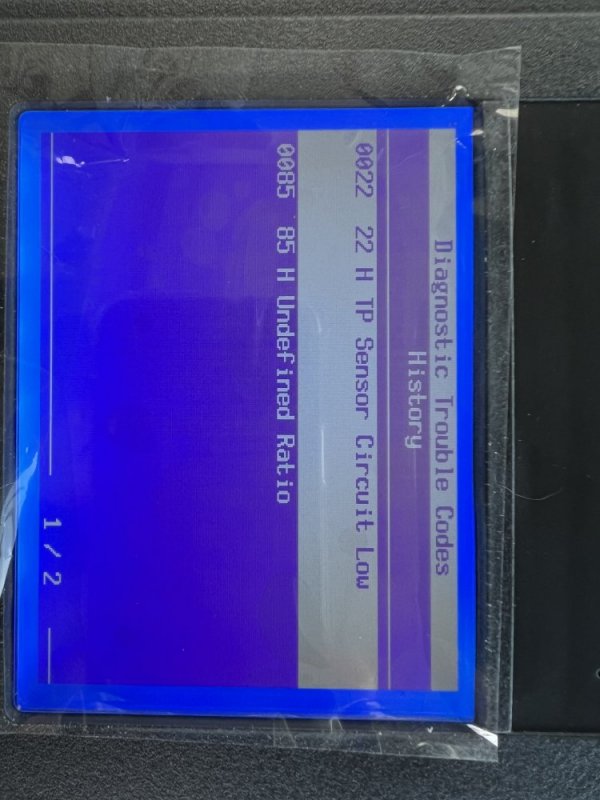 Diagnostic Trouble Codes
History
0022 22 H TP Sensor Circuit Low
0085 85 H Undefined Ratio
1 / 2